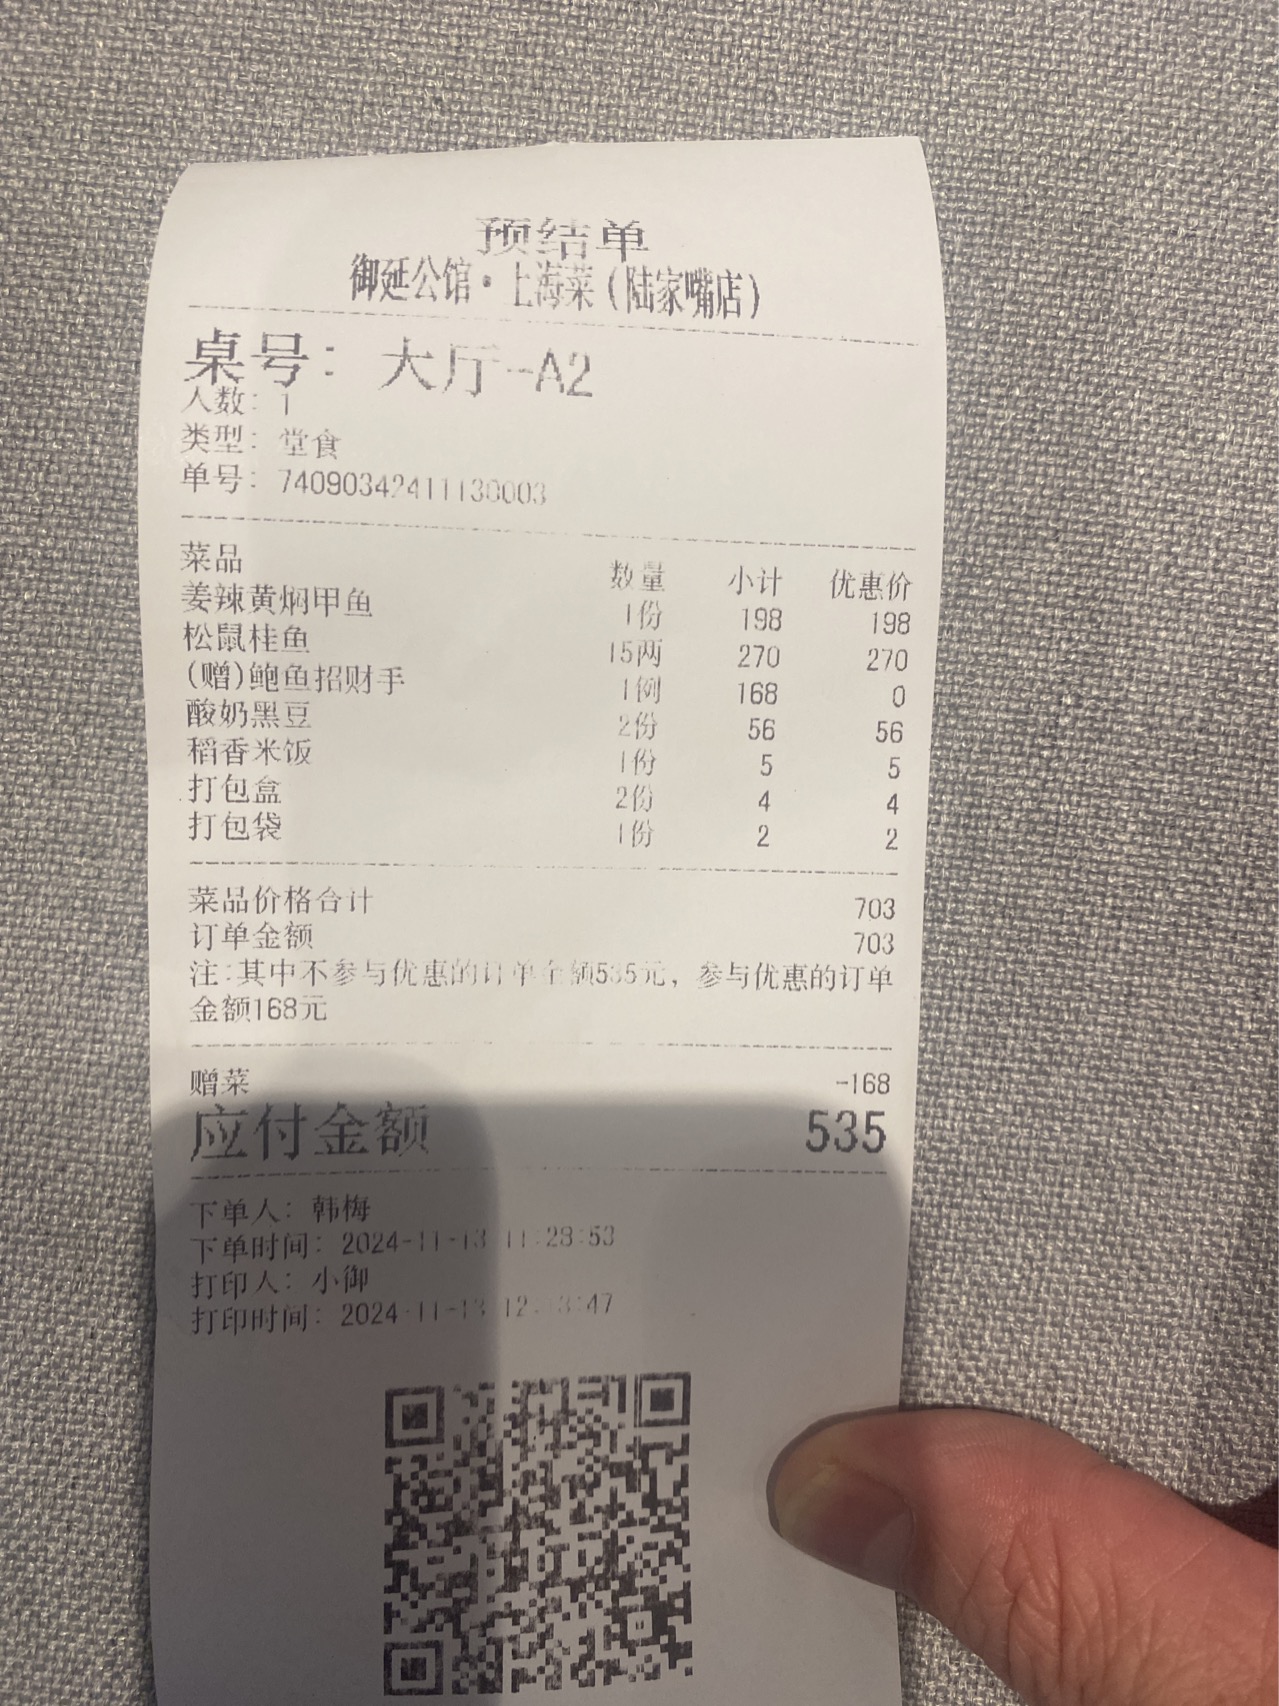 预结单
御延公馆·上海菜(陆家嘴店)
桌号: 大厅-A2
人数: 1
类型: 堂食
单号: 74090342411130003
菜品 数量 小计 优惠价
姜辣黄焖甲鱼 1份 198 198
松鼠桂鱼 15两 270 270
(赠)鲍鱼招财手 1例 168 0
酸奶黑豆 2份 56 56
稻香米饭 1份 5 5
打包盒 2份 4 4
打包袋 1份 2 2
菜品价格合计 703
订单金额 703
注:其中不参与优惠的订单金额535元, 参与优惠的订单
金额168元
赠菜 -168
应付金额 535
下单人: 韩梅
下单时间: 2024-11-13 11:28:53
打印人: 小御
打印时间: 2024-11-13